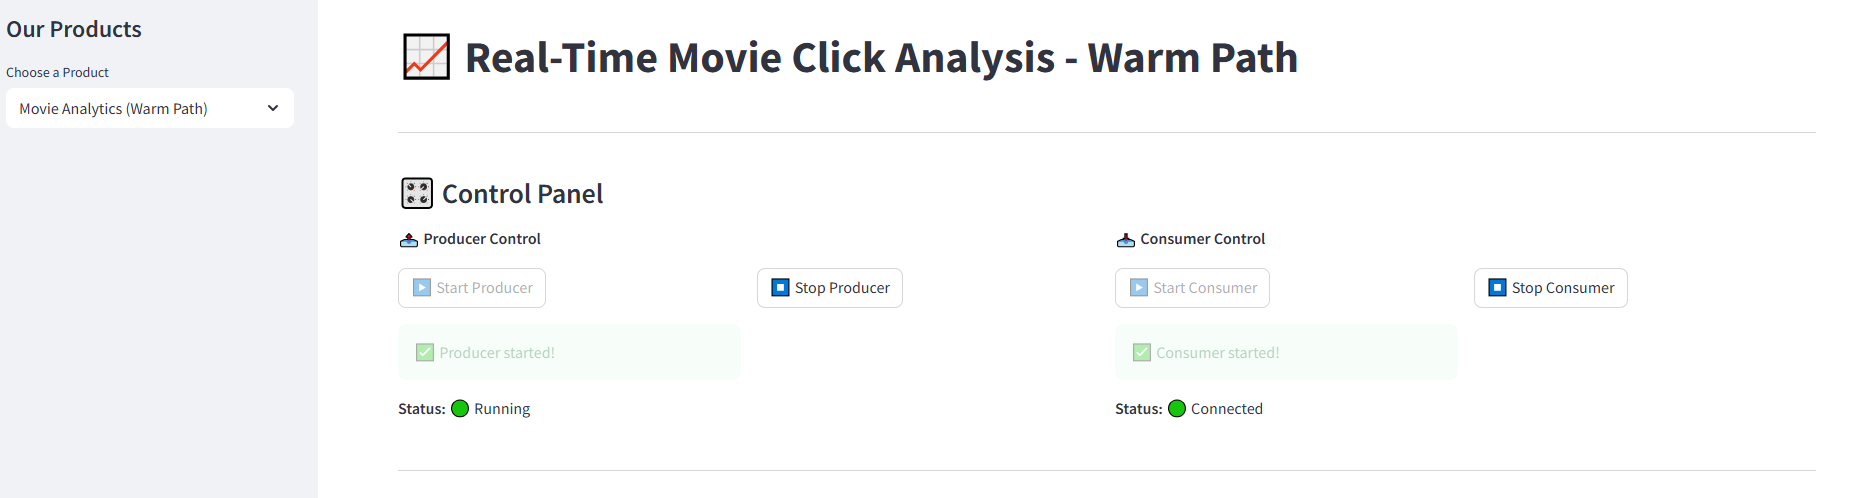 Our Products
Choose a Product
Movie Analytics (Warm Path)
Real-Time Movie Click Analysis - Warm Path
Control Panel
Producer Control
Consumer Control
Start Producer
Stop Producer
Start Consumer
Stop Consumer
Producer started!
Consumer started!
Status: Running
Status: Connected